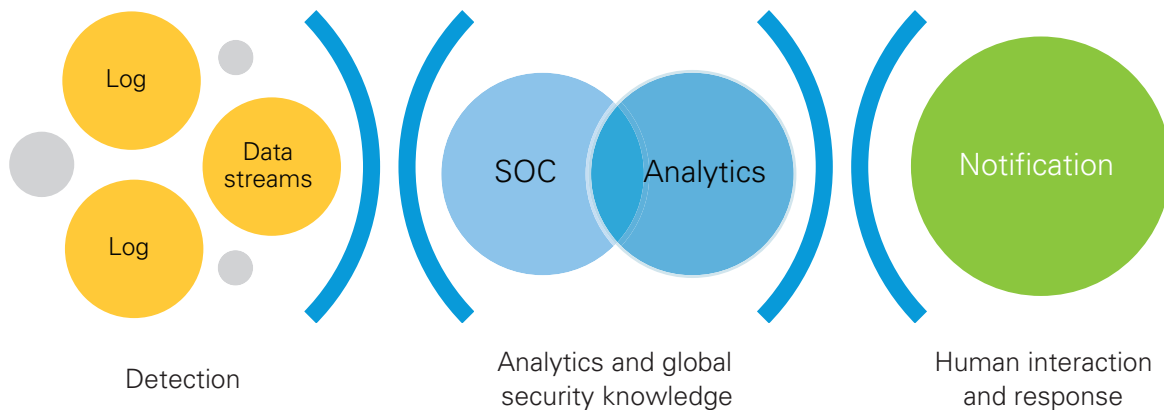 Log
Data
streams
Log
Detection
SOC
Analytics
Analytics and global
security knowledge
Notification
Human interaction
and response